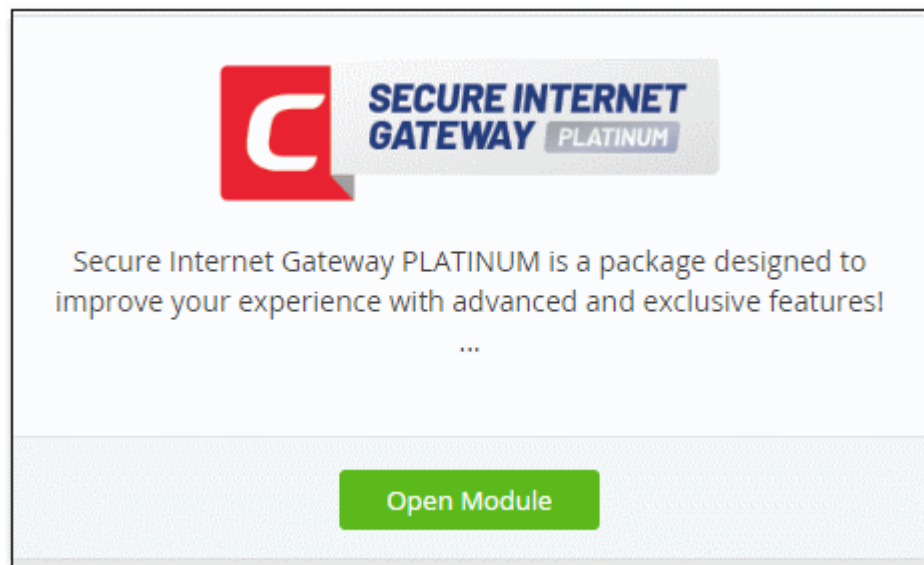 C
SECURE INTERNET
GATEWAY PLATINUM
Secure Internet Gateway PLATINUM is a package designed to
improve your experience with advanced and exclusive features!
...
Open Module